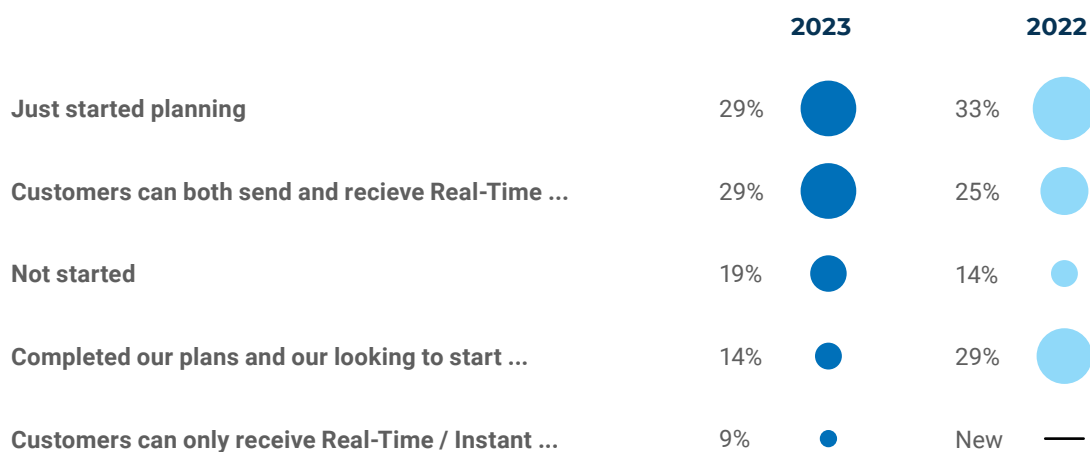 2023 2022
Just started planning 29% 33%
Customers can both send and recieve Real-Time ... 29% 25%
Not started 19% 14%
Completed our plans and our looking to start ... 14% 29%
Customers can only receive Real-Time / Instant ... 9% New